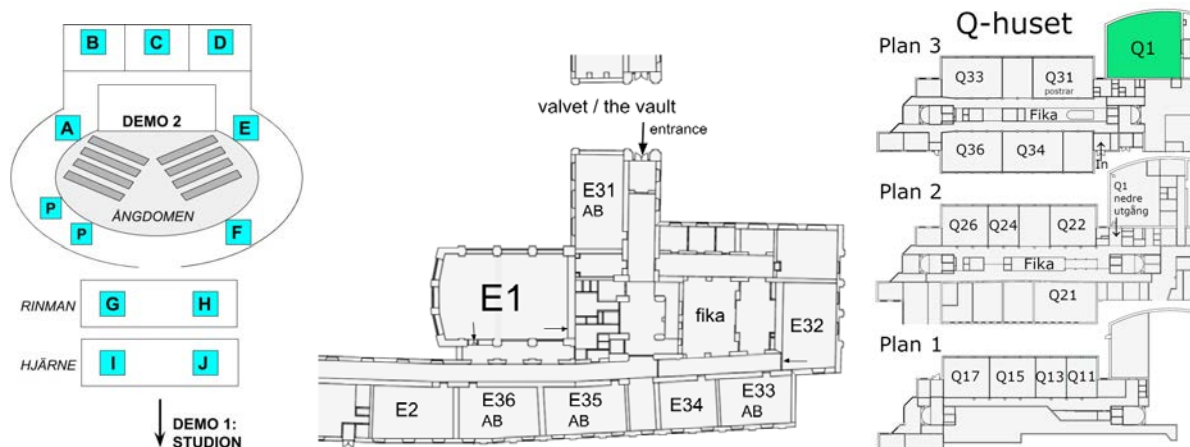 B C D
A DEMO 2 E
P
P
ÅNGDOMEN
F
RINMAN G H
HJÄRNE I J
DEMO 1:
STUDION
valvet / the vault
entrance
E31
AB
E1
fika
E32
E2
E36
AB
E35
AB
E34
E33
AB
Q-huset
Plan 3
Q1
Q33
Q31
postrar
Fika
Q36
Q34
In
Plan 2
Q1
nedre
utgång
Q26
Q24
Q22
Fika
Q21
Plan 1
Q17
Q15
Q13
Q11